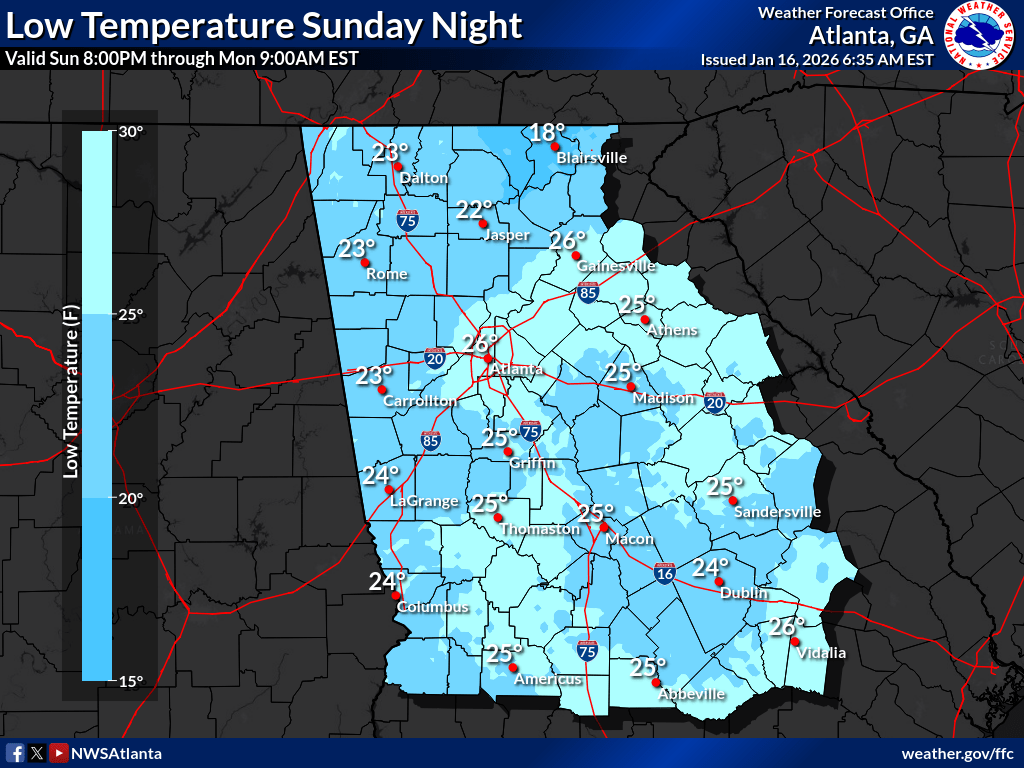 Low Temperature Sunday Night
Valid Sun 8:00PM through Mon 9:00AM EST
Weather Forecast Office
Atlanta, GA
Issued Jan 16, 2026 6:35 AM EST
NATIONAL WEATHER SERVICE
Low Temperature (F)
30°
25°
20°
15°
18°
Blairsville
23°
Dalton
22°
Jasper
75
23°
Rome
26°
Gainesville
85
25°
Athens
26°
Atlanta
20
23°
Carrollton
25°
Madison
20
85
75
25°
Griffin
24°
LaGrange
25°
Thomaston
25°
Macon
25°
Sandersville
16
24°
Dublin
24°
Columbus
26°
Vidalia
75
25°
Americus
25°
Abbeville
NWSAtlanta
weather.gov/ffc